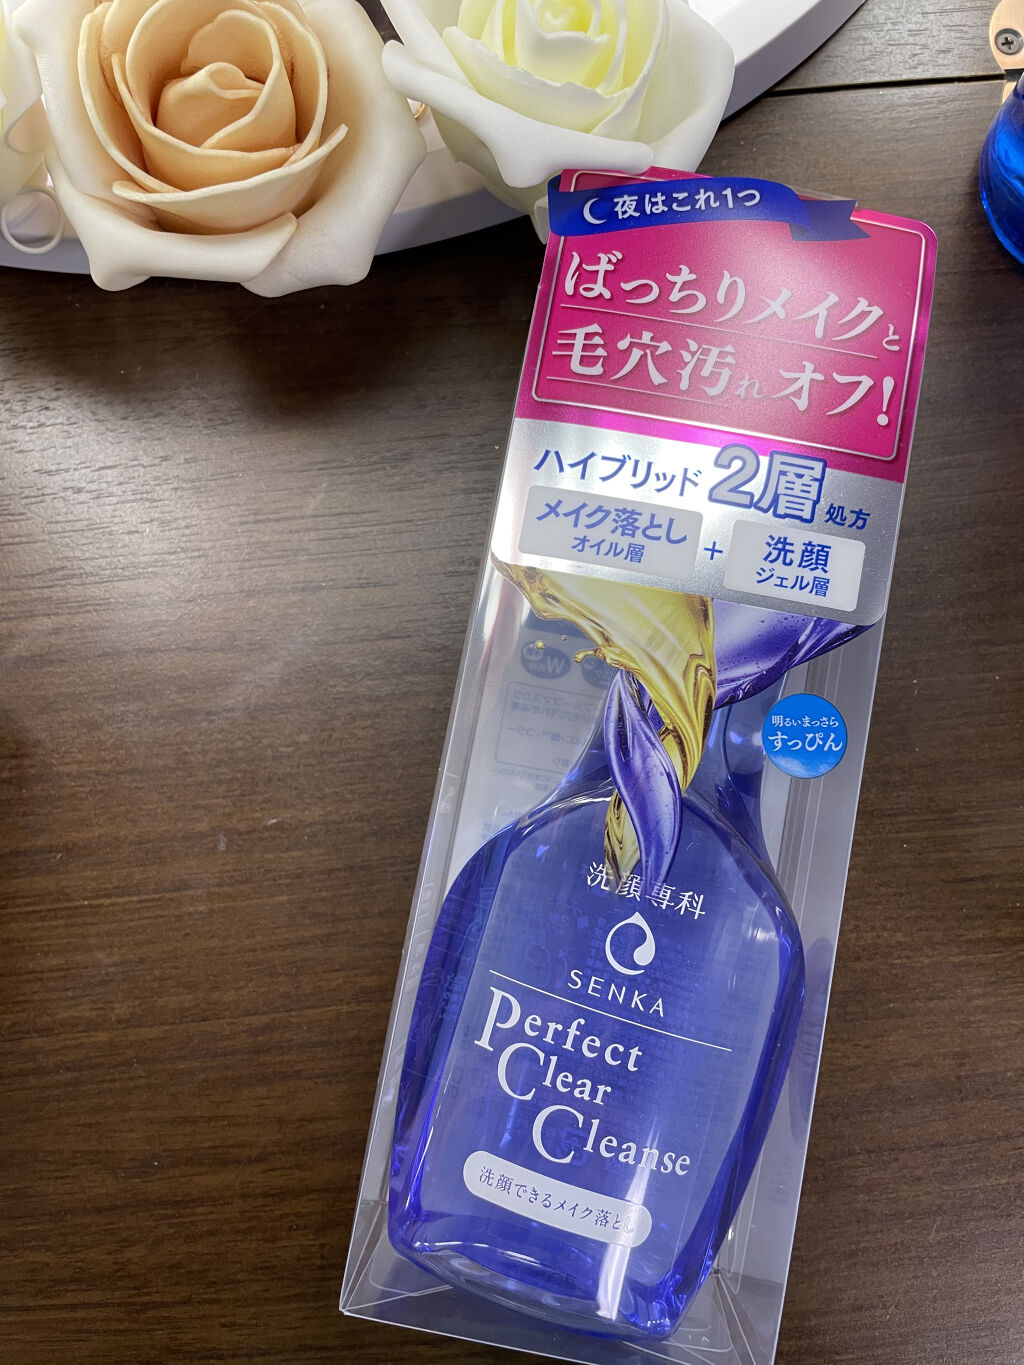 夜はこれ1つ
ばっちりメイクと
毛穴汚れオフ!
ハイブリッド2層処方
メイク落とし
オイル層
+
洗顔
ジェル層
明るいまっさら
すっぴん
洗顔専科
SENKA
Perfect
Clear
Cleanse
洗顔できるメイク落とし